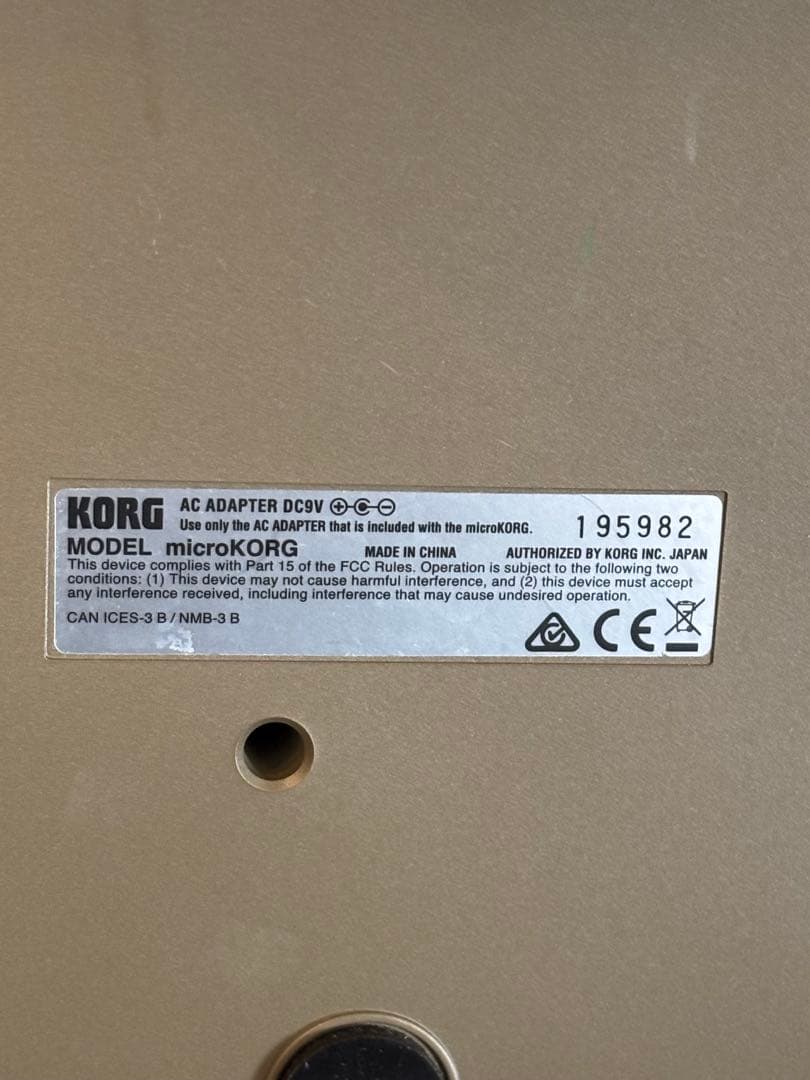 KORG AC ADAPTER DC9V
Use only the AC ADAPTER that is included with the microKORG. 195982
MODEL microKORG MADE IN CHINA AUTHORIZED BY KORG INC. JAPAN
This device complies with Part 15 of the FCC Rules. Operation is subject to the following two
conditions: (1) This device may not cause harmful interference, and (2) this device must accept
any interference received, including interference that may cause undesired operation.
CAN ICES-3 B / NMB-3 B
CE